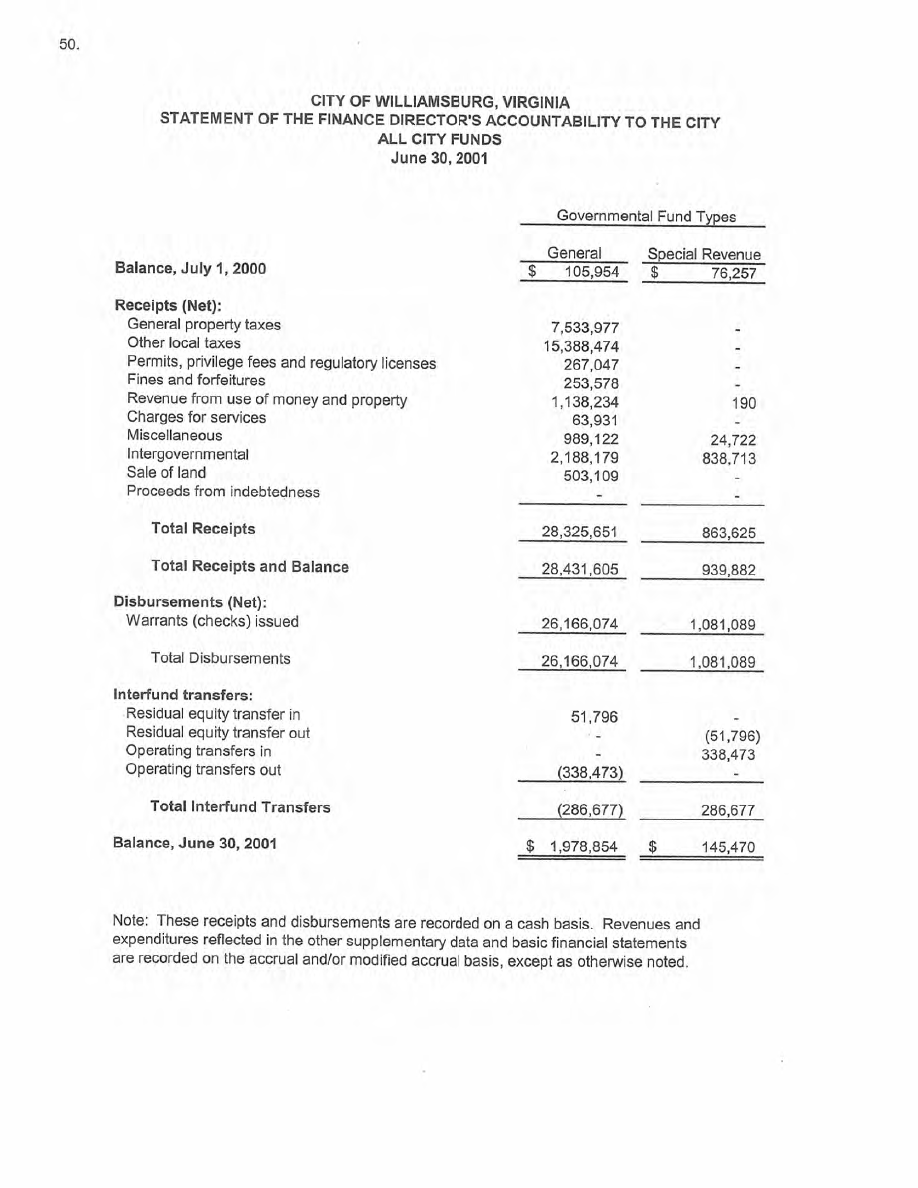 50.
CITY OF WILLIAMSBURG, VIRGINIA
STATEMENT OF THE FINANCE DIRECTOR'S ACCOUNTABILITY TO THE CITY
ALL CITY FUNDS
June 30, 2001
Governmental Fund Types
General Special Revenue
Balance, July 1, 2000 $ 105,954 $ 76,257
Receipts (Net):
General property taxes 7,533,977 -
Other local taxes 15,388,474 -
Permits, privilege fees and regulatory licenses 267,047 -
Fines and forfeitures 253,578 -
Revenue from use of money and property 1,138,234 190
Charges for services 63,931 -
Miscellaneous 989,122 24,722
Intergovernmental 2,188,179 838,713
Sale of land 503,109 -
Proceeds from indebtedness - -
Total Receipts 28,325,651 863,625
Total Receipts and Balance 28,431,605 939,882
Disbursements (Net):
Warrants (checks) issued 26,166,074 1,081,089
Total Disbursements 26,166,074 1,081,089
Interfund transfers:
Residual equity transfer in 51,796 -
Residual equity transfer out - (51,796)
Operating transfers in - 338,473
Operating transfers out (338,473) -
Total Interfund Transfers (286,677) 286,677
Balance, June 30, 2001 $ 1,978,854 $ 145,470
Note: These receipts and disbursements are recorded on a cash basis. Revenues and
expenditures reflected in the other supplementary data and basic financial statements
are recorded on the accrual and/or modified accrual basis, except as otherwise noted.